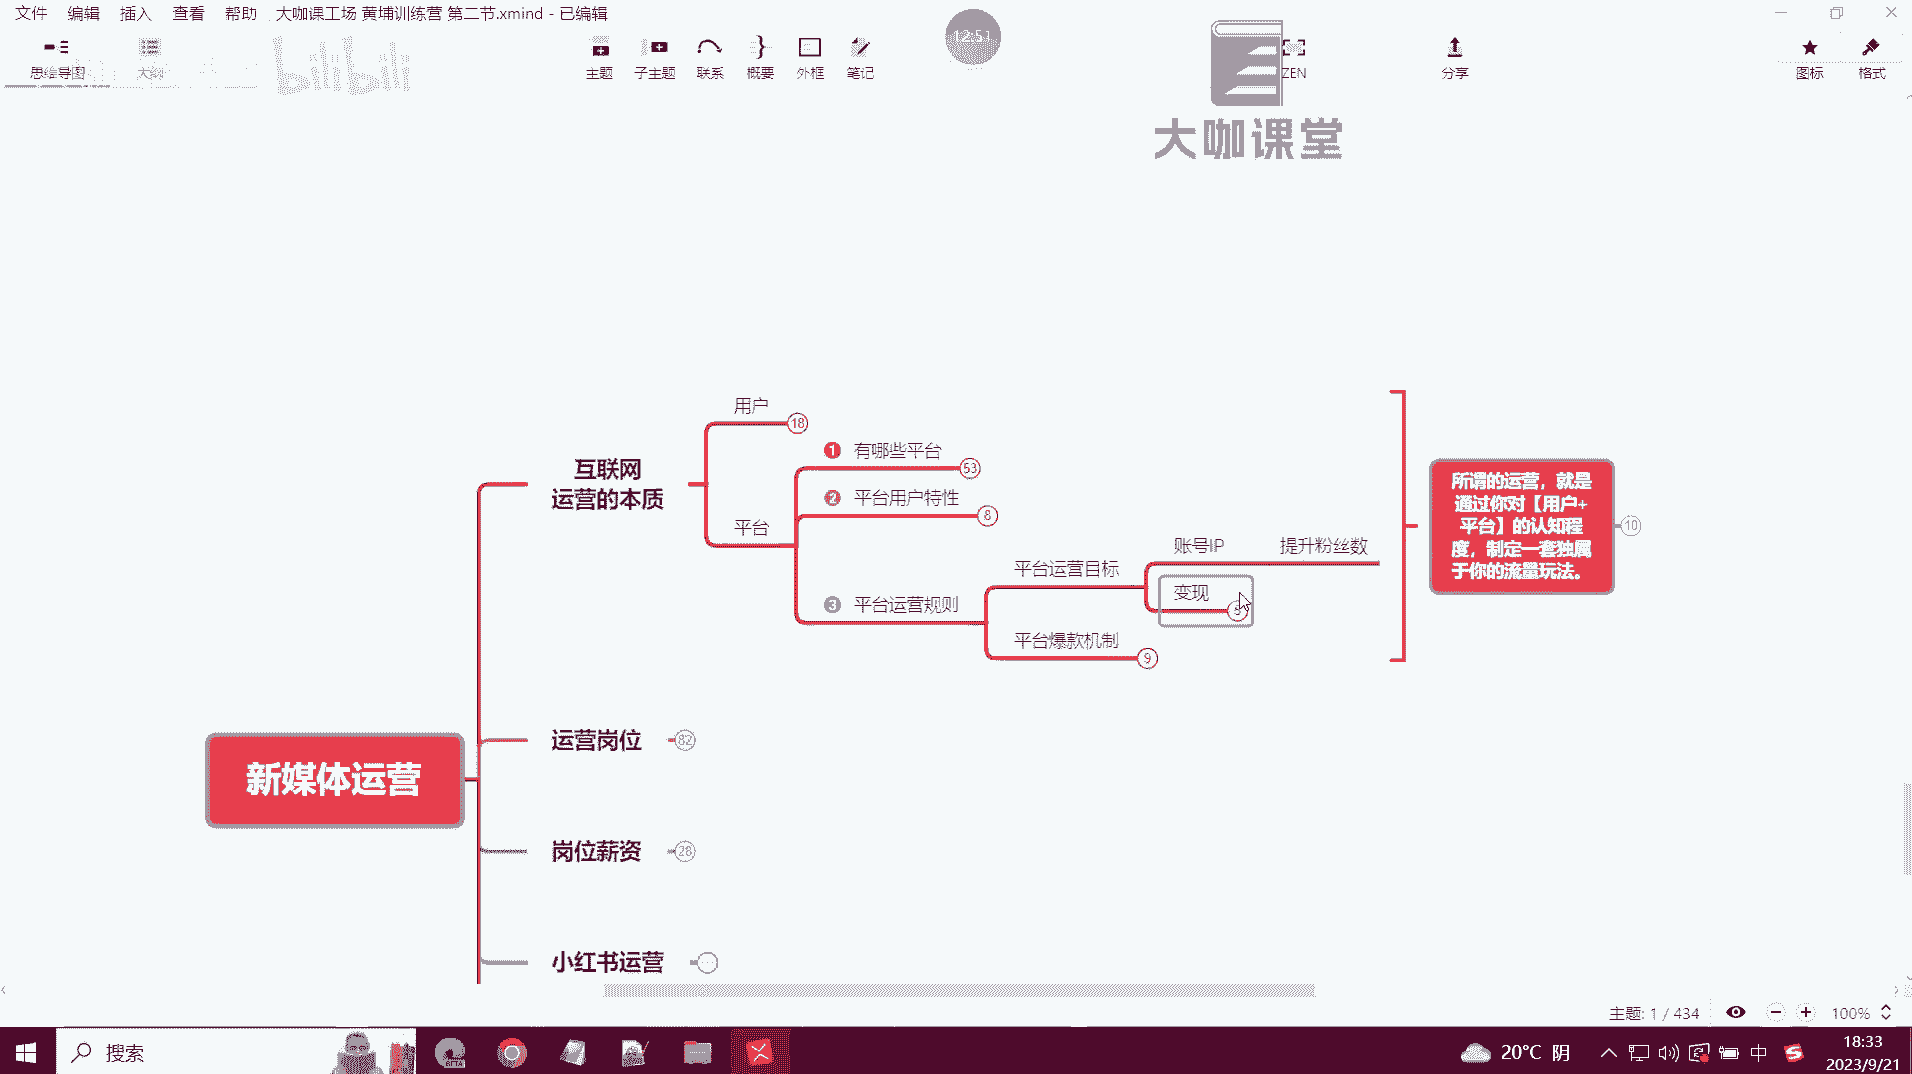 文件 编辑 插入 查看 帮助 大咖课工场 黄埔训练营 第二节.xmind - 已编辑
思维导图 大纲 主题 子主题 联系 概要 外框 笔记 ZEN 分享 图标 格式
bilibili
12:51
大咖课堂
用户 18
1 有哪些平台 53
2 平台用户特性 8
互联网
运营的本质
平台
3 平台运营规则
平台运营目标
账号IP 提升粉丝数
变现
平台爆款机制 9
所谓的运营，就是
通过你对【用户+
平台】的认知程
度，制定一套独属
于你的流量玩法。
10
新媒体运营
运营岗位 82
岗位薪资 28
小红书运营
主题: 1 / 434 100%
搜索
20°C 阴
中
18:33
2023/9/21